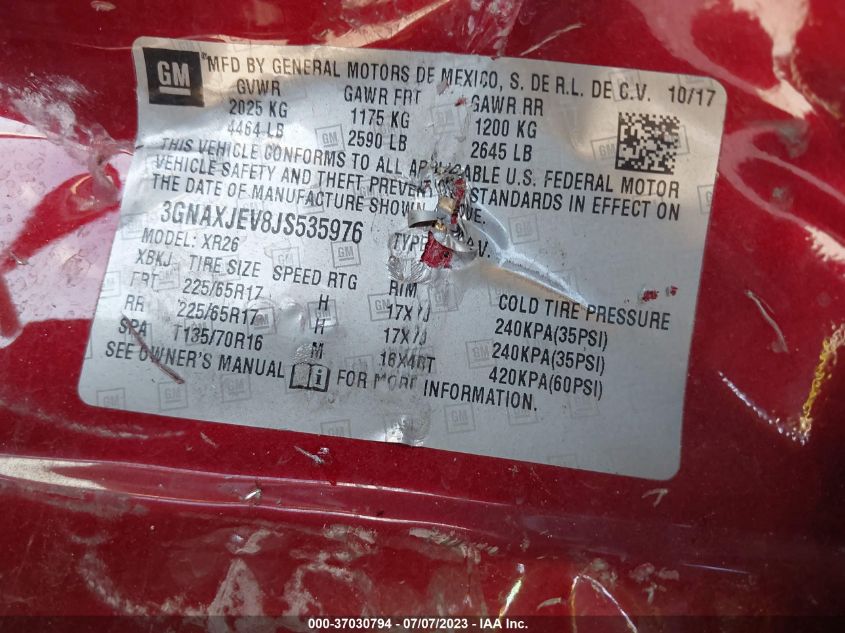 GM
MFD BY GENERAL MOTORS DE MEXICO, S. DE R.L. DE C.V. 10/17
GVWR GAWR FRT GAWR RR
2025 KG 1175 KG 1200 KG
4464 LB 2590 LB 2645 LB
THIS VEHICLE CONFORMS TO ALL APPLICABLE U.S. FEDERAL MOTOR
VEHICLE SAFETY AND THEFT PREVENTION STANDARDS IN EFFECT ON
THE DATE OF MANUFACTURE SHOWN
3GNAXJEV8JS535976
MODEL: XR26
XBKJ TIRE SIZE SPEED RTG RIM COLD TIRE PRESSURE
FRT 225/65R17 H 17X7J 240KPA(35PSI)
RR 225/65R17 H 17X7J 240KPA(35PSI)
SPA T135/70R16 M 420KPA(60PSI)
SEE OWNER'S MANUAL i FOR MORE INFORMATION.
000-37030794 - 07/07/2023 - IAA Inc.